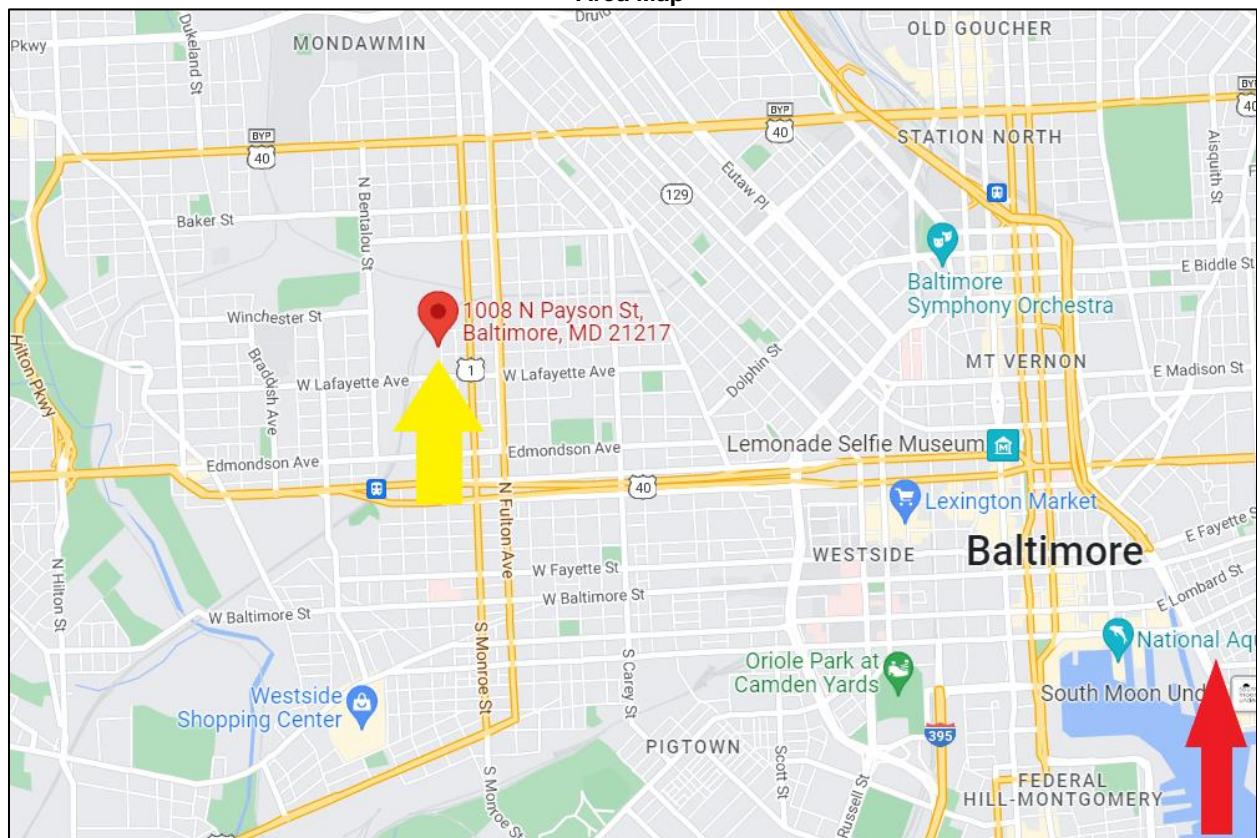 Area Map
Pkwy
Dukeland St
MONDAWMIN
OLD GOUCHER
BYP
40
BYP
40
BYP
40
STATION NORTH
Aisquith St
N Bentalou St
129
Eutaw Pl
Baker St
Baltimore
Symphony Orchestra
E Biddle St
Winchester St
1008 N Payson St,
Baltimore, MD 21217
Hilton Pkwy
Braddish Ave
W Lafayette Ave
1
W Lafayette Ave
Dolphin St
MT VERNON
E Madison St
Edmondson Ave
Edmondson Ave
Lemonade Selfie Museum
40
Lexington Market
N Fulton Ave
WESTSIDE
Baltimore
E Fayette S
N Hilton St
W Fayette St
W Baltimore St
E Lombard St
W Baltimore St
National Aq
S Monroe St
S Carey St
Oriole Park at
Camden Yards
South Moon Und
Westside
Shopping Center
395
PIGTOWN
Scott St
Russell St
S Monroe St
FEDERAL
HILL-MONTGOMERY